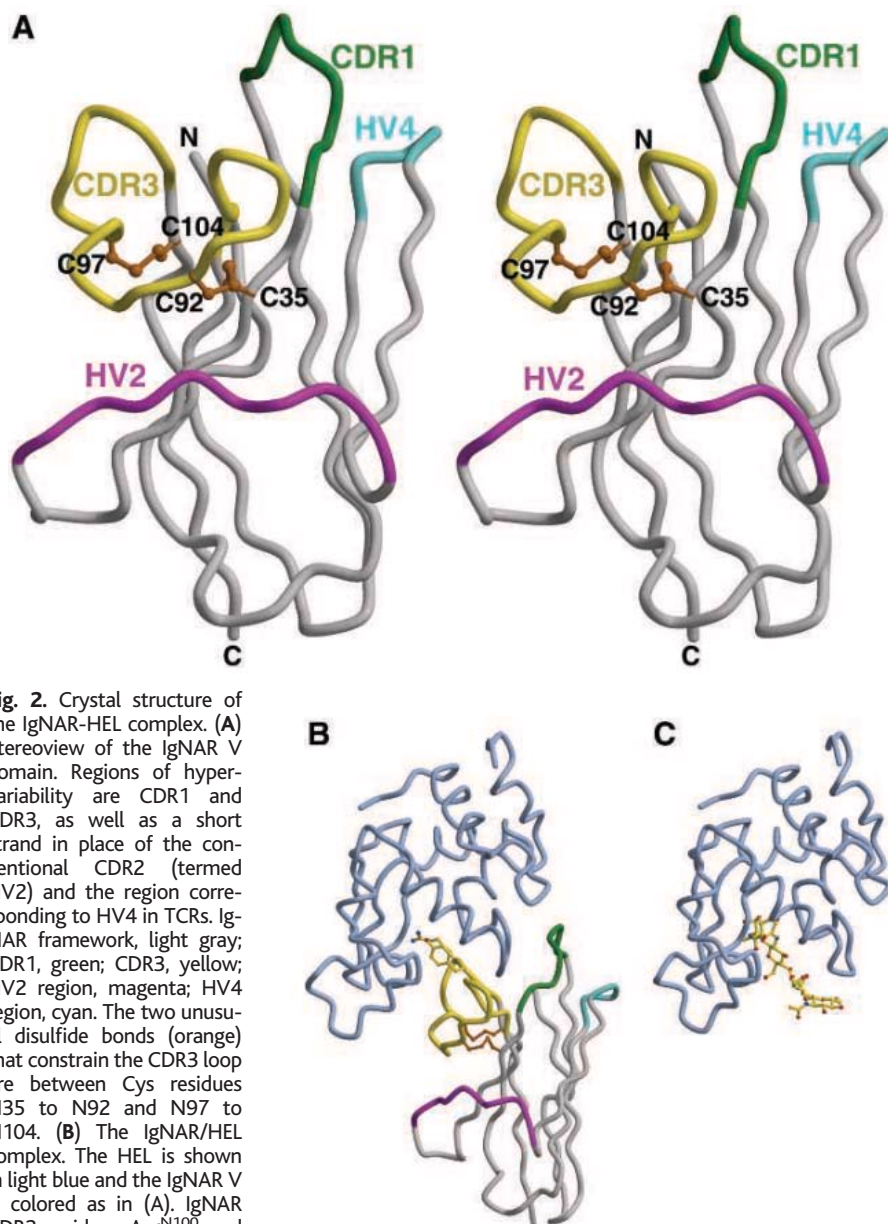 A
CDR1
HV4
N
CDR3
C104
C97
C92
C35
HV2
C
CDR1
HV4
N
CDR3
C104
C97
C92
C35
HV2
C
ig. 2. Crystal structure of
he IgNAR-HEL complex. (A)
tereoview of the IgNAR V
omain. Regions of hyper-
ariability are CDR1 and
DR3, as well as a short
trand in place of the con-
entional CDR2 (termed
V2) and the region corre-
ponding to HV4 in TCRs. Ig-
NAR framework, light gray;
DR1, green; CDR3, yellow;
V2 region, magenta; HV4
egion, cyan. The two unusu-
l disulfide bonds (orange)
hat constrain the CDR3 loop
re between Cys residues
35 to N92 and N97 to
104. (B) The IgNAR/HEL
omplex. The HEL is shown
light blue and the IgNAR V
colored as in (A). IgNAR
B
C